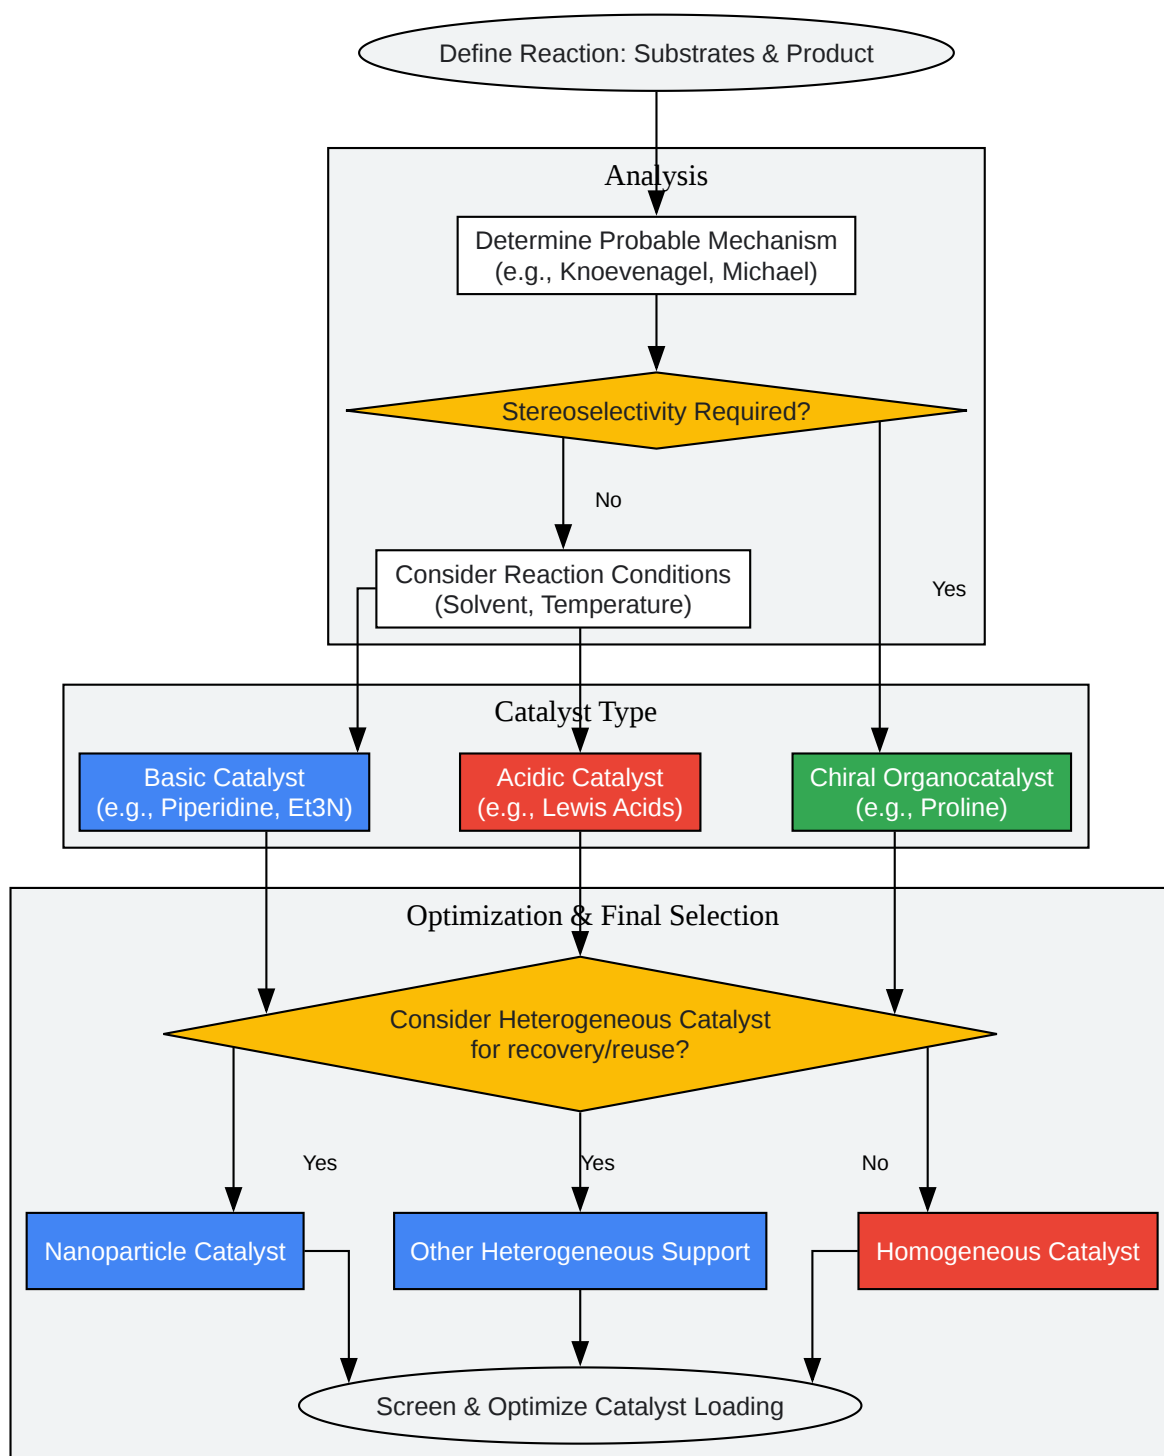 Define Reaction: Substrates & Product
Analysis
Determine Probable Mechanism
(e.g., Knoevenagel, Michael)
Stereoselectivity Required?
No
Consider Reaction Conditions
(Solvent, Temperature)
Yes
Catalyst Type
Basic Catalyst
(e.g., Piperidine, Et3N)
Acidic Catalyst
(e.g., Lewis Acids)
Chiral Organocatalyst
(e.g., Proline)
Optimization & Final Selection
Consider Heterogeneous Catalyst
for recovery/reuse?
Yes
Yes
No
Nanoparticle Catalyst
Other Heterogeneous Support
Homogeneous Catalyst
Screen & Optimize Catalyst Loading